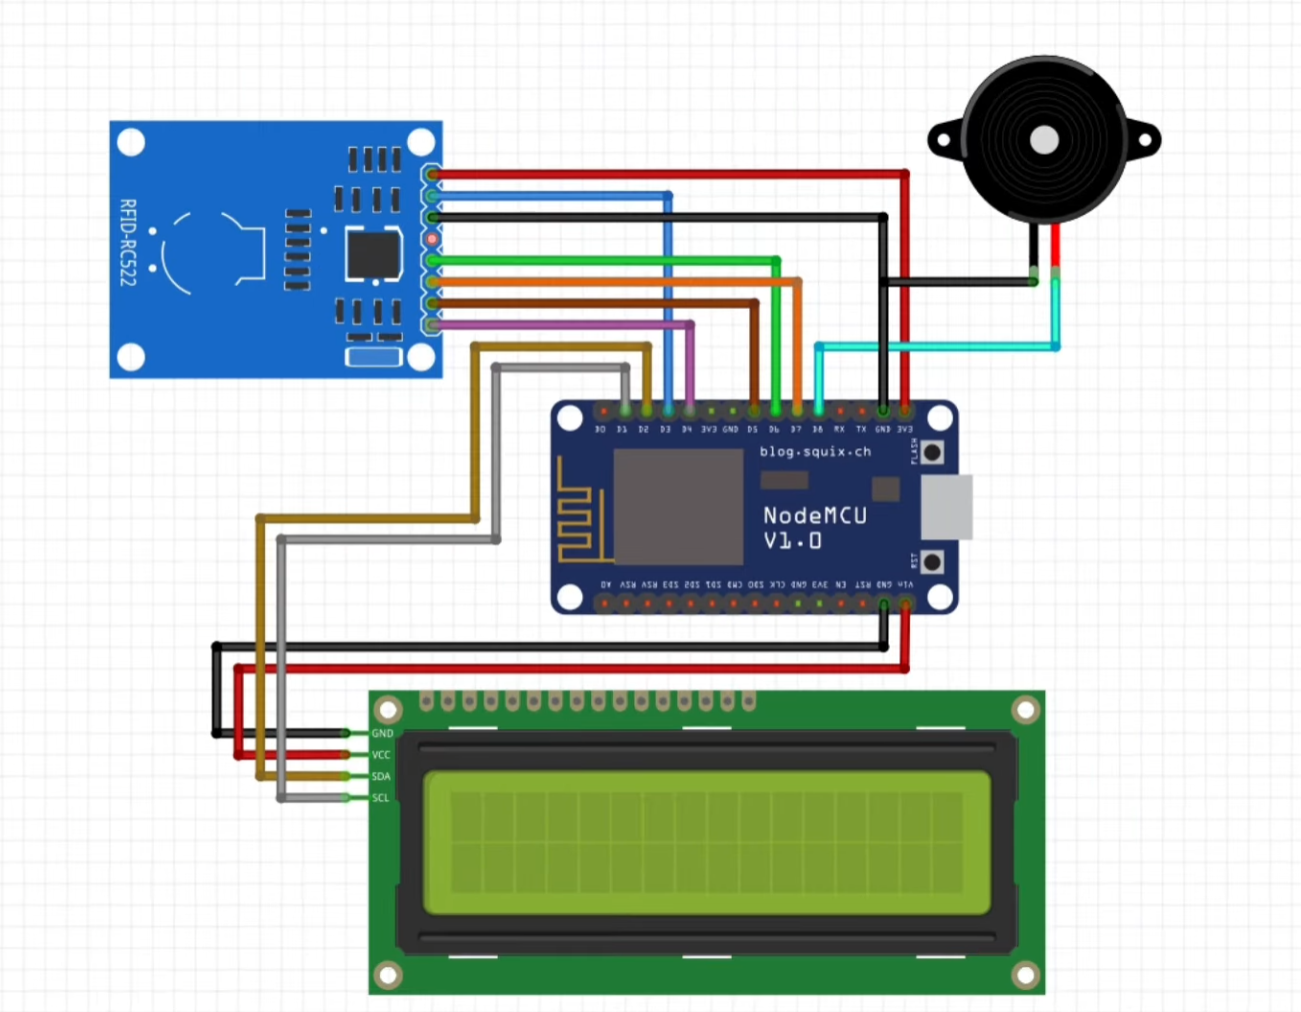 RFID-RC522
D0 D1 D2 D3 D4 3V3 GND D5 D6 D7 D8 RX TX GND 3V3
FLASH
blog.squix.ch
NodeMCU
V1.0
RST
A0 RSV RSV SD3 SD2 SD1 CMD SD0 CLK GND 3V3 EN RST GND Vin
GND
VCC
SDA
SCL